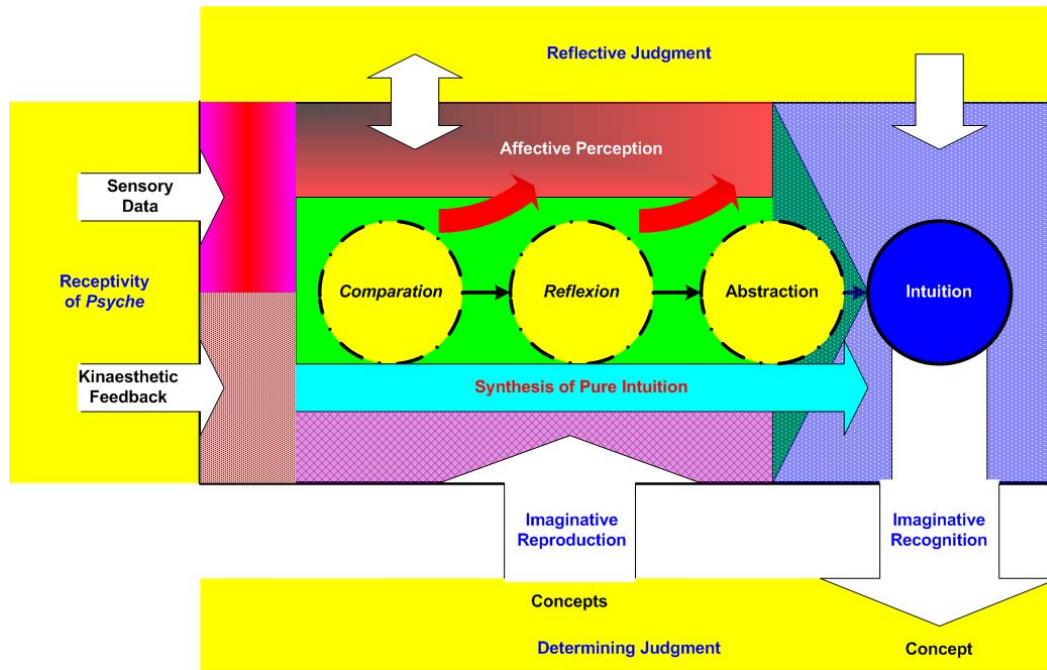 Reflective Judgment
Affective Perception
Sensory
Data
Receptivity
of Psyche
Comparation
Reflexion
Abstraction
Intuition
Kinaesthetic
Feedback
Synthesis of Pure Intuition
Imaginative
Reproduction
Imaginative
Recognition
Concepts
Determining Judgment
Concept